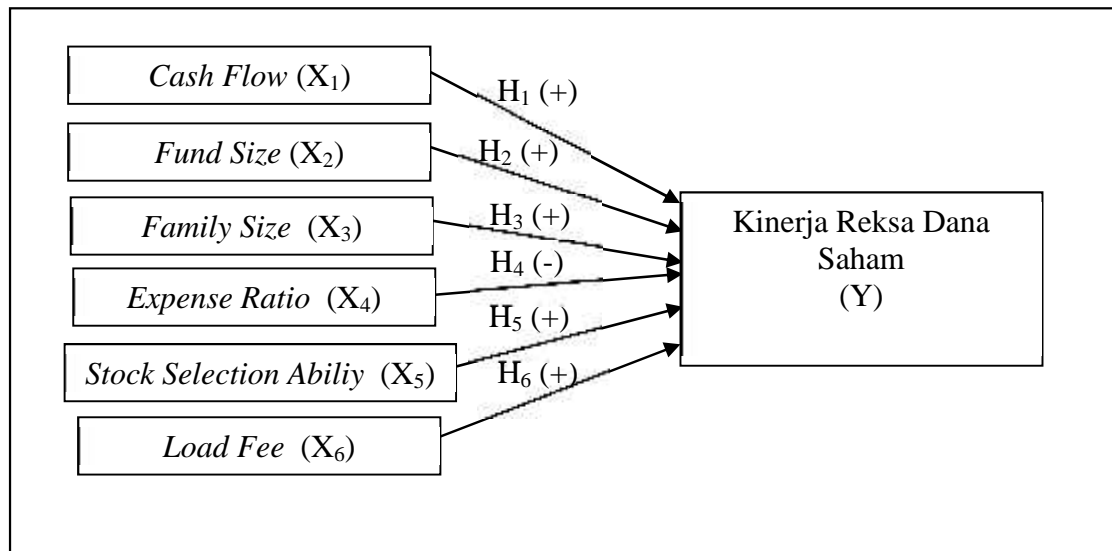 Cash Flow (X₁)
H₁ (+)
Fund Size (X₂)
H₂ (+)
Family Size (X₃)
H₃ (+)
Expense Ratio (X₄)
H₄ (-)
Stock Selection Abiliy (X₅)
H₅ (+)
Load Fee (X₆)
H₆ (+)
Kinerja Reksa Dana
Saham
(Y)